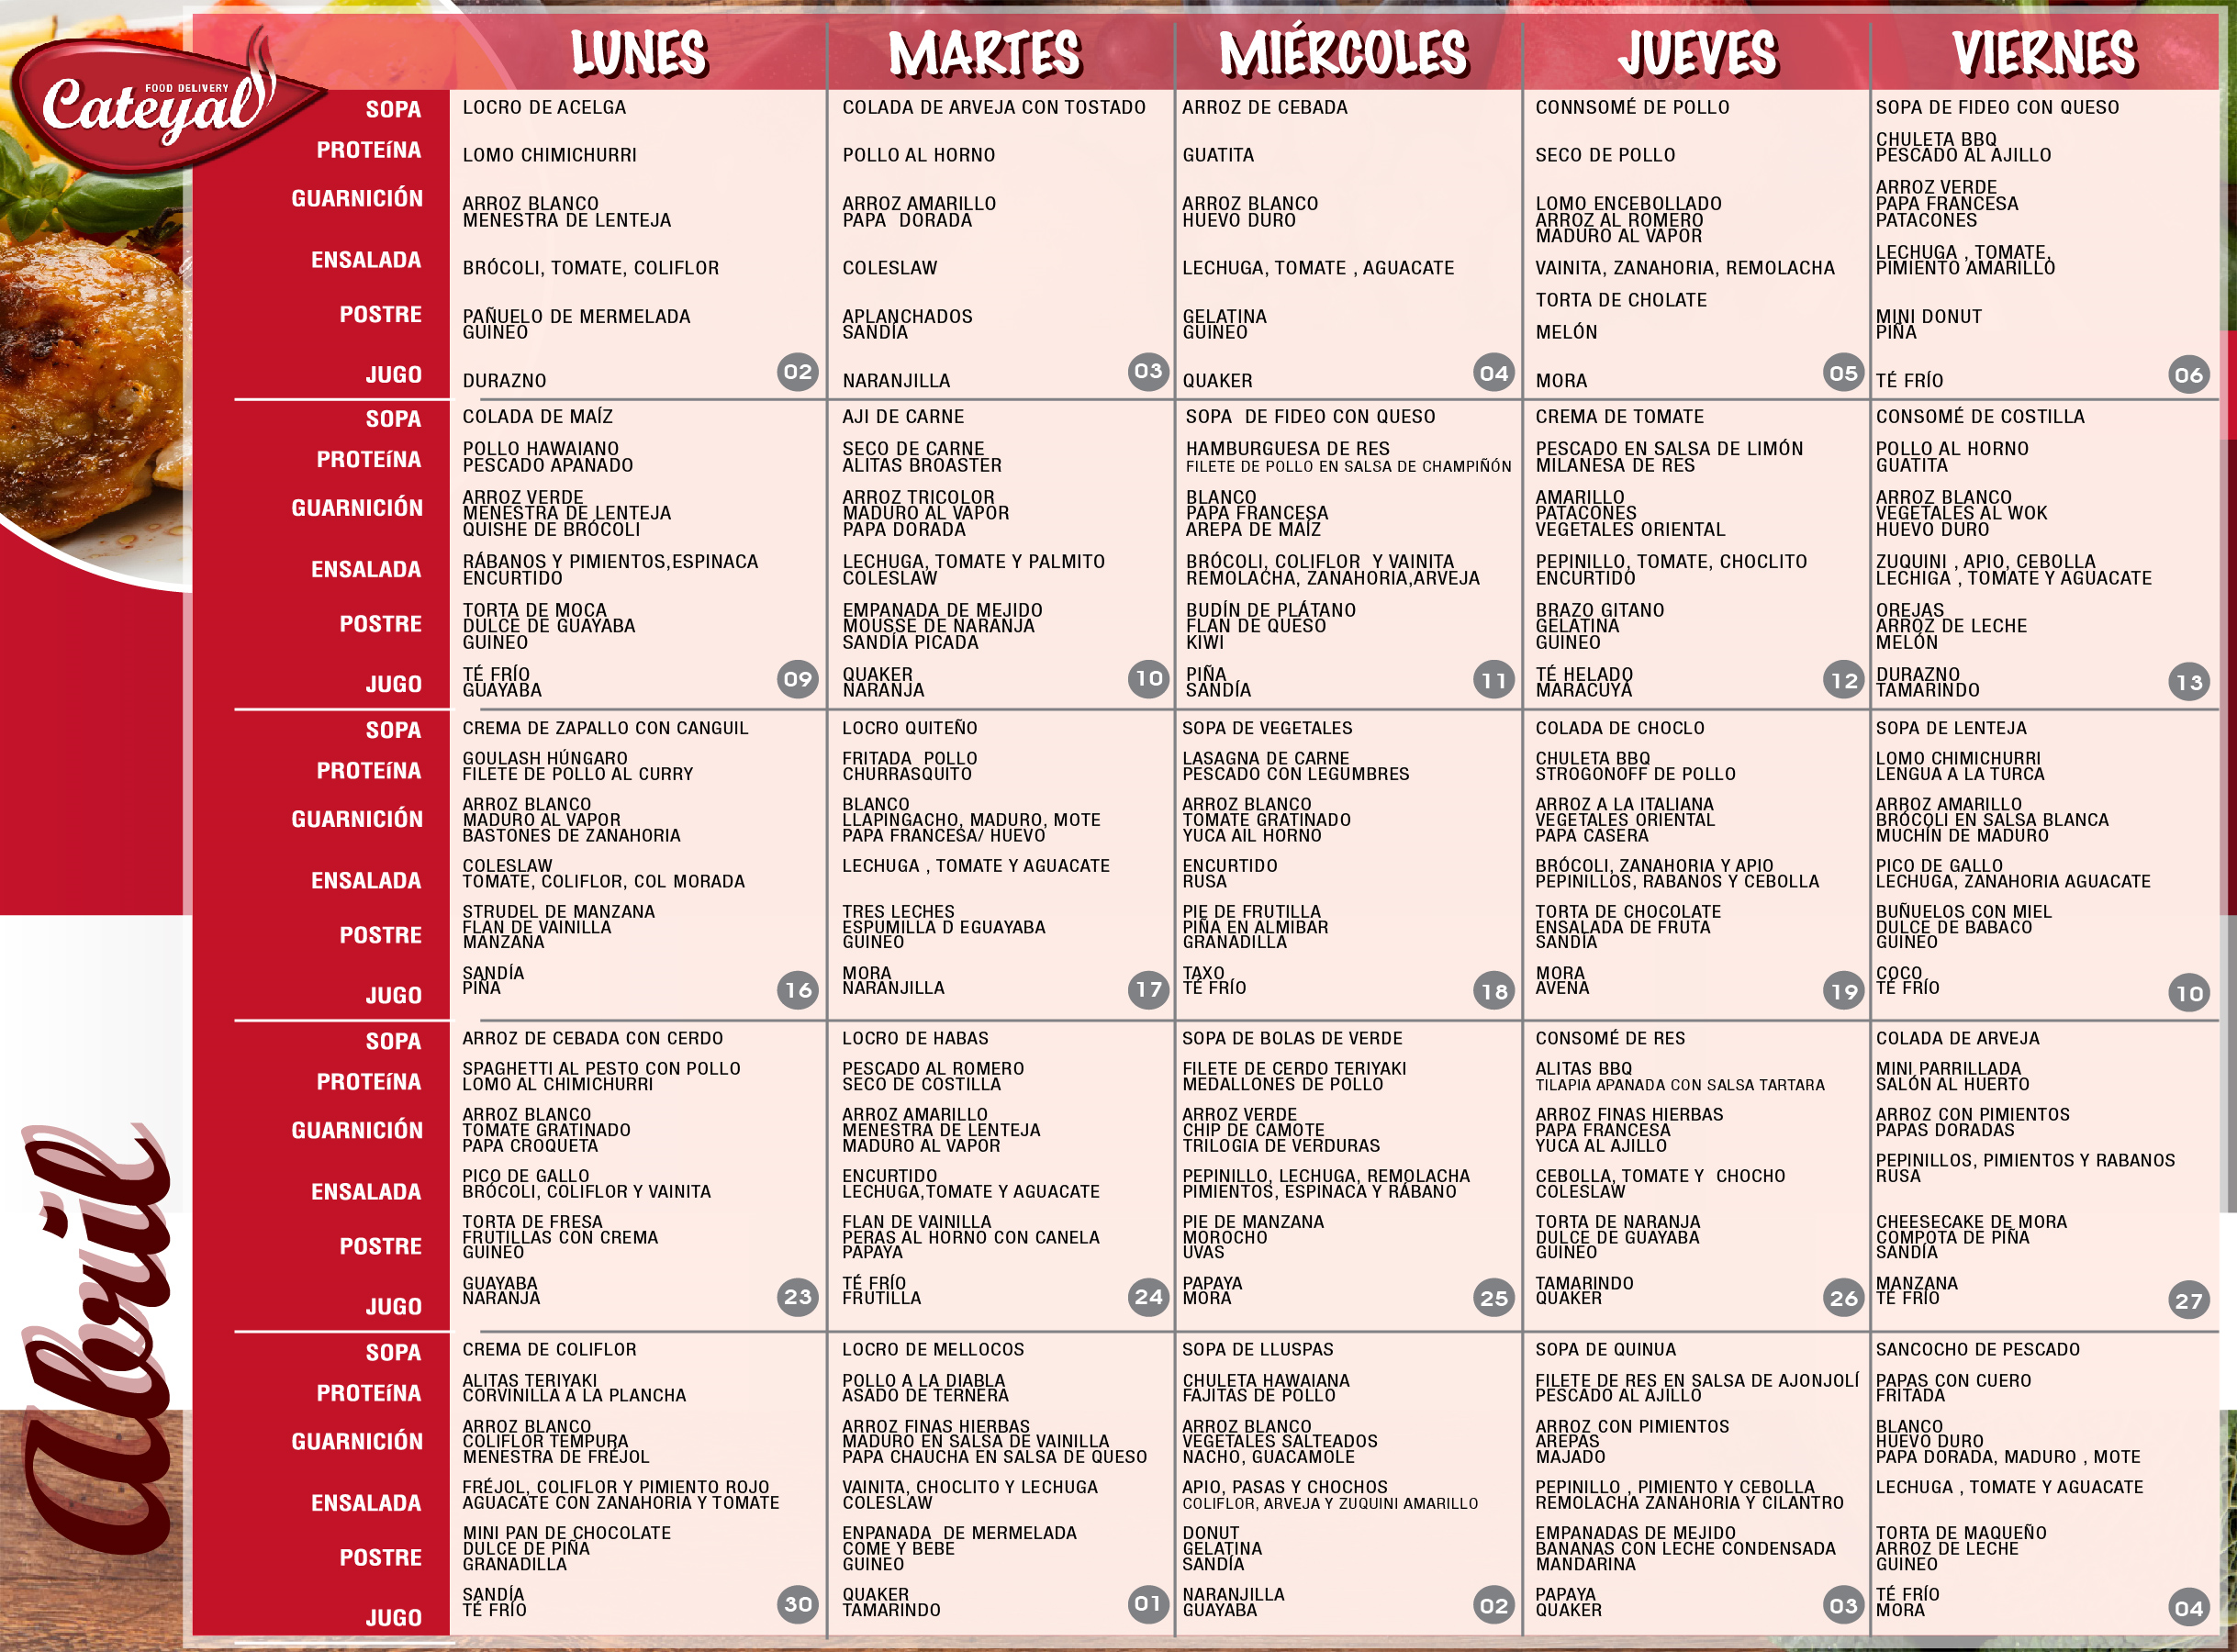 FOOD DELIVERY
Cateyal
LUNES
MARTES
MIÉRCOLES
JUEVES
VIERNES
Abril
SOPA
LOCRO DE ACELGA
COLADA DE ARVEJA CON TOSTADO
ARROZ DE CEBADA
CONNSOMÉ DE POLLO
SOPA DE FIDEO CON QUESO
PROTEíNA
LOMO CHIMICHURRI
POLLO AL HORNO
GUATITA
SECO DE POLLO
CHULETA BBQ
PESCADO AL AJILLO
GUARNICIÓN
ARROZ BLANCO
MENESTRA DE LENTEJA
ARROZ AMARILLO
PAPA DORADA
ARROZ BLANCO
HUEVO DURO
LOMO ENCEBOLLADO
ARROZ AL ROMERO
MADURO AL VAPOR
ARROZ VERDE
PAPA FRANCESA
PATACONES
ENSALADA
BRÓCOLI, TOMATE, COLIFLOR
COLESLAW
LECHUGA, TOMATE , AGUACATE
VAINITA, ZANAHORIA, REMOLACHA
LECHUGA , TOMATE,
PIMIENTO AMARILLO
POSTRE
PAÑUELO DE MERMELADA
GUINEO
APLANCHADOS
SANDÍA
GELATINA
GUINEO
TORTA DE CHOLATE
MELÓN
MINI DONUT
PIÑA
JUGO
DURAZNO
02
NARANJILLA
03
QUAKER
04
MORA
05
TÉ FRÍO
06
SOPA
COLADA DE MAÍZ
AJI DE CARNE
SOPA DE FIDEO CON QUESO
CREMA DE TOMATE
CONSOMÉ DE COSTILLA
PROTEíNA
POLLO HAWAIANO
PESCADO APANADO
SECO DE CARNE
ALITAS BROASTER
HAMBURGUESA DE RES
FILETE DE POLLO EN SALSA DE CHAMPIÑÓN
PESCADO EN SALSA DE LIMÓN
MILANESA DE RES
POLLO AL HORNO
GUATITA
GUARNICIÓN
ARROZ VERDE
MENESTRA DE LENTEJA
QUISHE DE BRÓCOLI
ARROZ TRICOLOR
MADURO AL VAPOR
PAPA DORADA
BLANCO
PAPA FRANCESA
AREPA DE MAÍZ
AMARILLO
PATACONES
VEGETALES ORIENTAL
ARROZ BLANCO
VEGETALES AL WOK
HUEVO DURO
ENSALADA
RÁBANOS Y PIMIENTOS,ESPINACA
ENCURTIDO
LECHUGA, TOMATE Y PALMITO
COLESLAW
BRÓCOLI, COLIFLOR Y VAINITA
REMOLACHA, ZANAHORIA,ARVEJA
PEPINILLO, TOMATE, CHOCLITO
ENCURTIDO
ZUQUINI , APIO, CEBOLLA
LECHIGA , TOMATE Y AGUACATE
POSTRE
TORTA DE MOCA
DULCE DE GUAYABA
GUINEO
EMPANADA DE MEJIDO
MOUSSE DE NARANJA
SANDÍA PICADA
BUDÍN DE PLÁTANO
FLAN DE QUESO
KIWI
BRAZO GITANO
GELATINA
GUINEO
OREJAS
ARROZ DE LECHE
MELÓN
JUGO
TÉ FRÍO
GUAYABA
09
QUAKER
NARANJA
10
PIÑA
SANDÍA
11
TÉ HELADO
MARACUYÁ
12
DURAZNO
TAMARINDO
13
SOPA
CREMA DE ZAPALLO CON CANGUIL
LOCRO QUITEÑO
SOPA DE VEGETALES
COLADA DE CHOCLO
SOPA DE LENTEJA
PROTEíNA
GOULASH HÚNGARO
FILETE DE POLLO AL CURRY
FRITADA POLLO
CHURRASQUITO
LASAGNA DE CARNE
PESCADO CON LEGUMBRES
CHULETA BBQ
STROGONOFF DE POLLO
LOMO CHIMICHURRI
LENGUA A LA TURCA
GUARNICIÓN
ARROZ BLANCO
MADURO AL VAPOR
BASTONES DE ZANAHORIA
BLANCO
LLAPINGACHO, MADURO, MOTE
PAPA FRANCESA/ HUEVO
ARROZ BLANCO
TOMATE GRATINADO
YUCA AIL HORNO
ARROZ A LA ITALIANA
VEGETALES ORIENTAL
PAPA CASERA
ARROZ AMARILLO
BRÓCOLI EN SALSA BLANCA
MUCHÍN DE MADURO
ENSALADA
COLESLAW
TOMATE, COLIFLOR, COL MORADA
LECHUGA , TOMATE Y AGUACATE
ENCURTIDO
RUSA
BRÓCOLI, ZANAHORIA Y APIO
PEPINILLOS, RABANOS Y CEBOLLA
PICO DE GALLO
LECHUGA, ZANAHORIA AGUACATE
POSTRE
STRUDEL DE MANZANA
FLAN DE VAINILLA
MANZANA
TRES LECHES
ESPUMILLA D EGUAYABA
GUINEO
PIE DE FRUTILLA
PIÑA EN ALMIBAR
GRANADILLA
TORTA DE CHOCOLATE
ENSALADA DE FRUTA
SANDÍA
BUÑUELOS CON MIEL
DULCE DE BABACO
GUINEO
JUGO
SANDÍA
PIÑA
16
MORA
NARANJILLA
17
TAXO
TÉ FRÍO
18
MORA
AVENA
19
COCO
TÉ FRÍO
10
SOPA
ARROZ DE CEBADA CON CERDO
LOCRO DE HABAS
SOPA DE BOLAS DE VERDE
CONSOMÉ DE RES
COLADA DE ARVEJA
PROTEíNA
SPAGHETTI AL PESTO CON POLLO
LOMO AL CHIMICHURRI
PESCADO AL ROMERO
SECO DE COSTILLA
FILETE DE CERDO TERIYAKI
MEDALLONES DE POLLO
ALITAS BBQ
TILAPIA APANADA CON SALSA TARTARA
MINI PARRILLADA
SALÓN AL HUERTO
GUARNICIÓN
ARROZ BLANCO
TOMATE GRATINADO
PAPA CROQUETA
ARROZ AMARILLO
MENESTRA DE LENTEJA
MADURO AL VAPOR
ARROZ VERDE
CHIP DE CAMOTE
TRILOGIA DE VERDURAS
ARROZ FINAS HIERBAS
PAPA FRANCESA
YUCA AL AJILLO
ARROZ CON PIMIENTOS
PAPAS DORADAS
ENSALADA
PICO DE GALLO
BRÓCOLI, COLIFLOR Y VAINITA
ENCURTIDO
LECHUGA,TOMATE Y AGUACATE
PEPINILLO, LECHUGA, REMOLACHA
PIMIENTOS, ESPINACA Y RÁBANO
CEBOLLA, TOMATE Y CHOCHO
COLESLAW
PEPINILLOS, PIMIENTOS Y RABANOS
RUSA
POSTRE
TORTA DE FRESA
FRUTILLAS CON CREMA
GUINEO
FLAN DE VAINILLA
PERAS AL HORNO CON CANELA
PAPAYA
PIE DE MANZANA
MOROCHO
UVAS
TORTA DE NARANJA
DULCE DE GUAYABA
GUINEO
CHEESECAKE DE MORA
COMPOTA DE PIÑA
SANDÍA
JUGO
GUAYABA
NARANJA
23
TÉ FRÍO
FRUTILLA
24
PAPAYA
MORA
25
TAMARINDO
QUAKER
26
MANZANA
TÉ FRÍO
27
SOPA
CREMA DE COLIFLOR
LOCRO DE MELLOCOS
SOPA DE LLUSPAS
SOPA DE QUINUA
SANCOCHO DE PESCADO
PROTEíNA
ALITAS TERIYAKI
CORVINILLA A LA PLANCHA
POLLO A LA DIABLA
ASADO DE TERNERA
CHULETA HAWAIANA
FAJITAS DE POLLO
FILETE DE RES EN SALSA DE AJONJOLÍ
PESCADO AL AJILLO
PAPAS CON CUERO
FRITADA
GUARNICIÓN
ARROZ BLANCO
COLIFLOR TEMPURA
MENESTRA DE FRÉJOL
ARROZ FINAS HIERBAS
MADURO EN SALSA DE VAINILLA
PAPA CHAUCHA EN SALSA DE QUESO
ARROZ BLANCO
VEGETALES SALTEADOS
NACHO, GUACAMOLE
ARROZ CON PIMIENTOS
AREPAS
MAJADO
BLANCO
HUEVO DURO
PAPA DORADA, MADURO , MOTE
ENSALADA
FRÉJOL, COLIFLOR Y PIMIENTO ROJO
AGUACATE CON ZANAHORIA Y TOMATE
VAINITA, CHOCLITO Y LECHUGA
COLESLAW
APIO, PASAS Y CHOCHOS
COLIFLOR, ARVEJA Y ZUQUINI AMARILLO
PEPINILLO , PIMIENTO Y CEBOLLA
REMOLACHA ZANAHORIA Y CILANTRO
LECHUGA , TOMATE Y AGUACATE
POSTRE
MINI PAN DE CHOCOLATE
DULCE DE PIÑA
GRANADILLA
ENPANADA DE MERMELADA
COME Y BEBE
GUINEO
DONUT
GELATINA
SANDÍA
EMPANADAS DE MEJIDO
BANANAS CON LECHE CONDENSADA
MANDARINA
TORTA DE MAQUEÑO
ARROZ DE LECHE
GUINEO
JUGO
SANDÍA
TÉ FRÍO
30
QUAKER
TAMARINDO
01
NARANJILLA
GUAYABA
02
PAPAYA
QUAKER
03
TÉ FRÍO
MORA
04